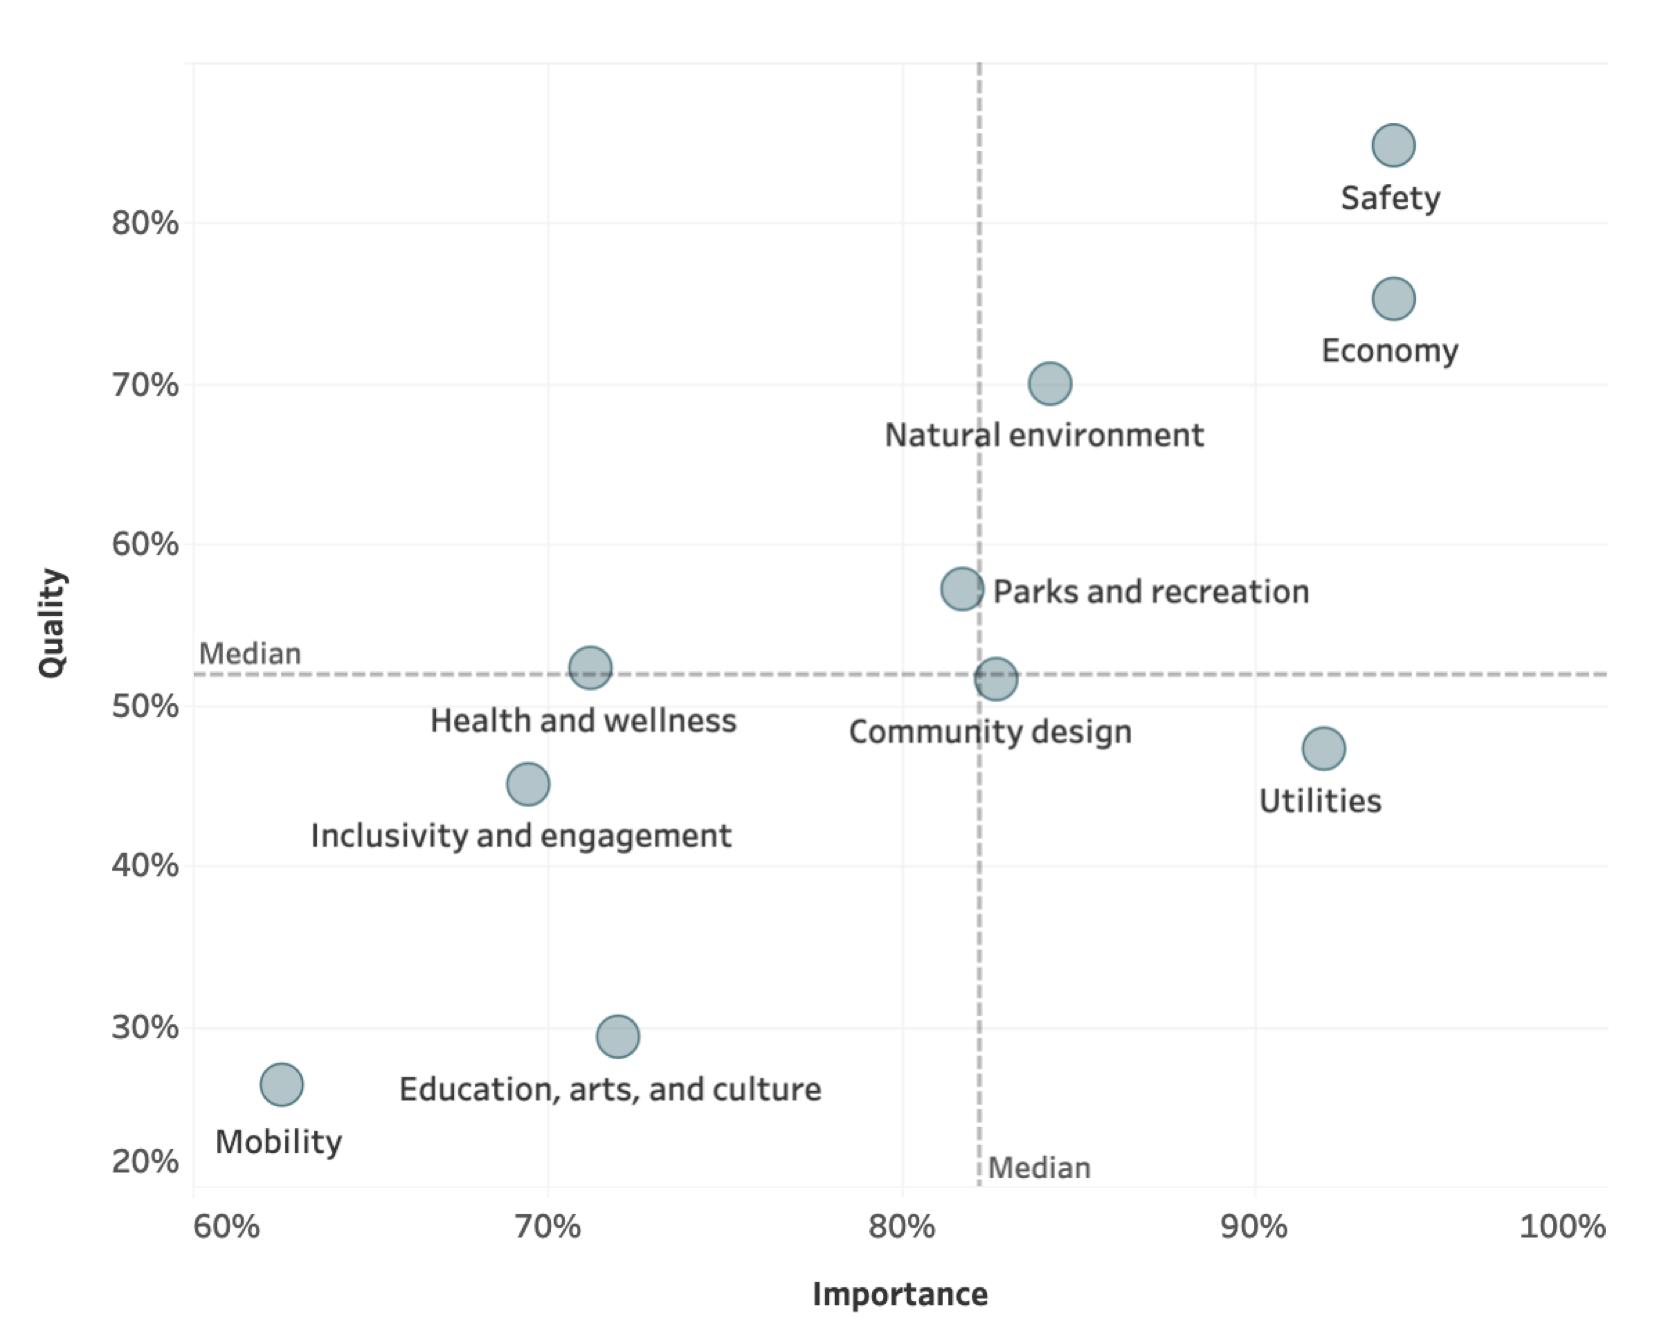 Safety
80%
Economy
70%
Natural environment
60%
Parks and recreation
Quality
Median
50%
Health and wellness
Community design
Utilities
Inclusivity and engagement
40%
30%
Education, arts, and culture
Mobility
20%
Median
60% 70% 80% 90% 100%
Importance